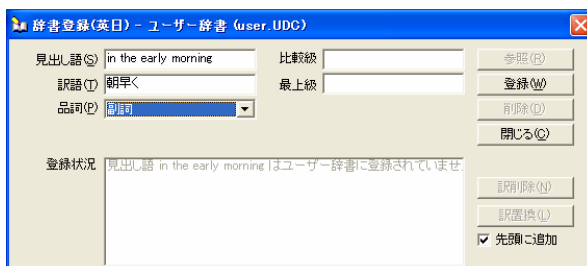 辞書登録(英日) - ユーザー辞書 (user.UDC)
見出し語(S) in the early morning 比較級 参照(R)
訳語(T) 朝早く 最上級 登録(W)
品詞(P) 副詞 削除(D)
閉じる(C)
登録状況 見出し語 in the early morning はユーザー辞書に登録されていませ
訳削除(N)
訳置換(L)
先頭に追加